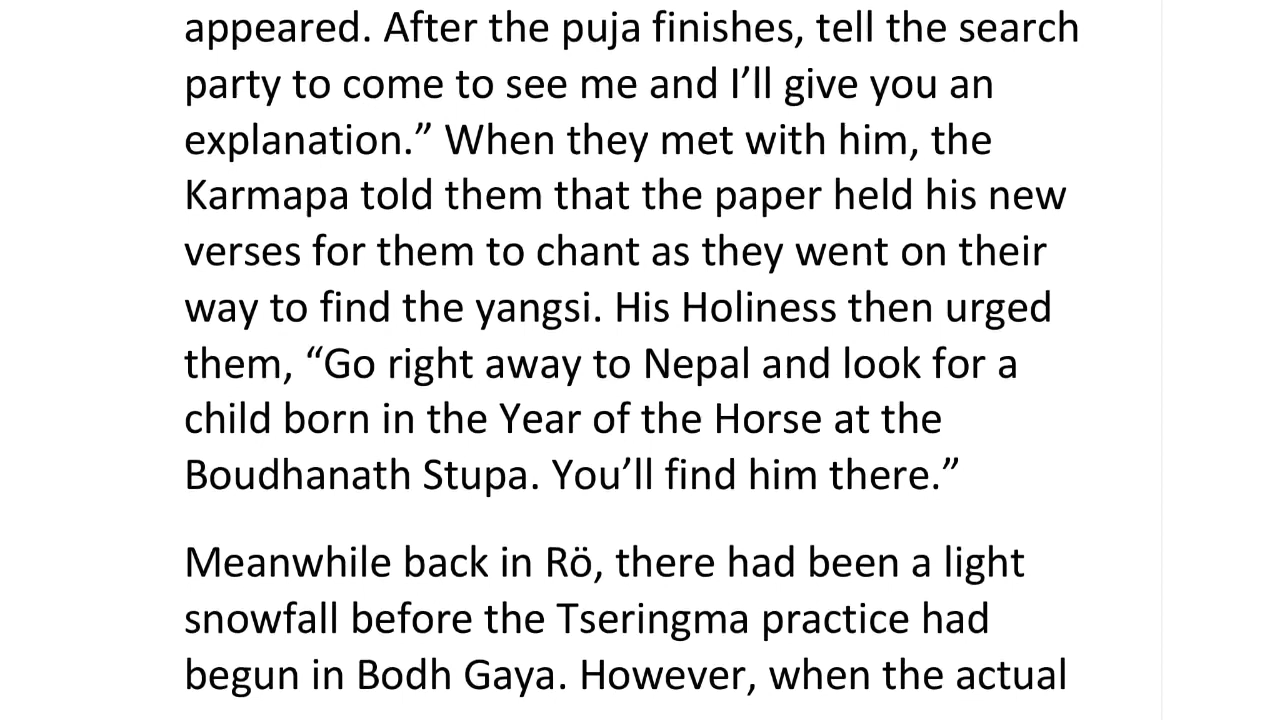 appeared. After the puja finishes, tell the search
party to come to see me and I’ll give you an
explanation.” When they met with him, the
Karmapa told them that the paper held his new
verses for them to chant as they went on their
way to find the yangsi. His Holiness then urged
them, “Go right away to Nepal and look for a
child born in the Year of the Horse at the
Boudhanath Stupa. You’ll find him there.”
Meanwhile back in Rö, there had been a light
snowfall before the Tseringma practice had
begun in Bodh Gaya. However, when the actual